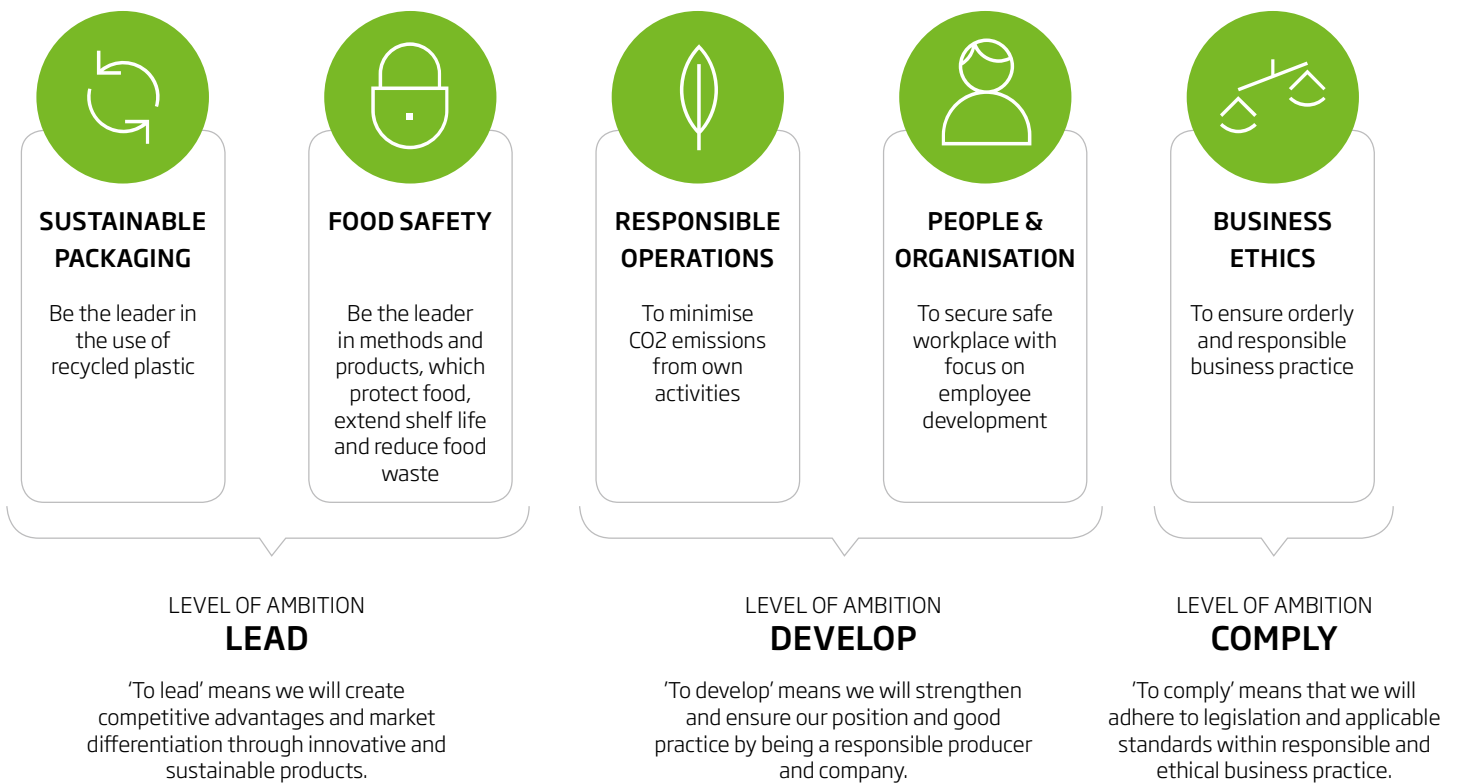 SUSTAINABLE
PACKAGING
Be the leader in
the use of
recycled plastic
FOOD SAFETY
Be the leader
in methods and
products, which
protect food,
extend shelf life
and reduce food
waste
RESPONSIBLE
OPERATIONS
To minimise
CO2 emissions
from own
activities
PEOPLE &
ORGANISATION
To secure safe
workplace with
focus on
employee
development
BUSINESS
ETHICS
To ensure orderly
and responsible
business practice
LEVEL OF AMBITION
LEAD
‘To lead’ means we will create
competitive advantages and market
differentiation through innovative and
sustainable products.
LEVEL OF AMBITION
DEVELOP
‘To develop’ means we will strengthen
and ensure our position and good
practice by being a responsible producer
and company.
LEVEL OF AMBITION
COMPLY
‘To comply’ means that we will
adhere to legislation and applicable
standards within responsible and
ethical business practice.